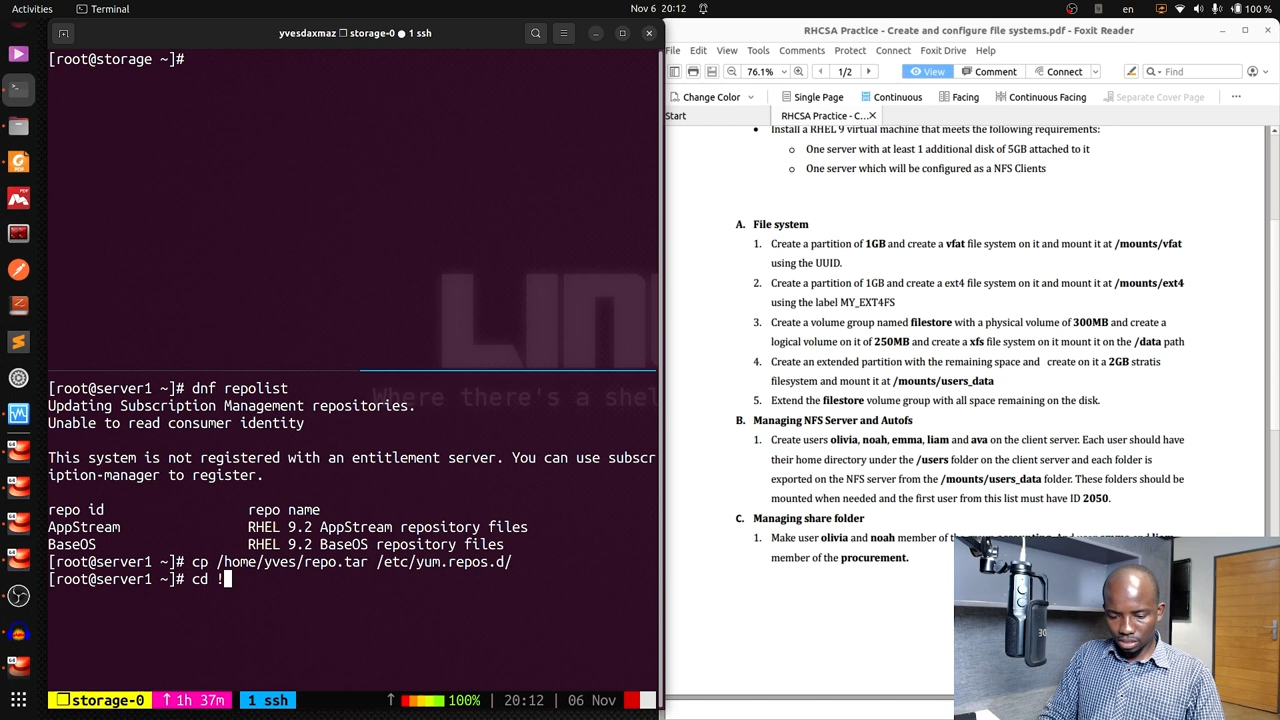 Activities
Nov 6 20:12
100 %
yvesdaxmaz ❐ storage-0 ● 1 ssh
[root@storage ~]#
Where there's a shel
[root@server1 ~]# dnf repolist
Updating Subscription Management repositories.
Unable to read consumer identity
This system is not registered with an entitlement server. You can use subscr
iption-manager to register.
repo id repo name
AppStream RHEL 9.2 AppStream repository files
BaseOS RHEL 9.2 BaseOS repository files
[root@server1 ~]# cp /home/yves/repo.tar /etc/yum.repos.d/
[root@server1 ~]# cd !
❐ storage-0 ↑ 1h 37m 1 ssh ↑ 100% 20:12 06 Nov
RHCSA Practice - Create and configure file systems.pdf - Foxit Reader
File Edit View Tools Comments Protect Connect Foxit Drive Help
76.1% 1/2 View Comment Connect Find
Change Color Single Page Continuous Facing Continuous Facing Separate Cover Page ...
Start RHCSA Practice - C...
• Install a RHEL 9 virtual machine that meets the following requirements:
o One server with at least 1 additional disk of 5GB attached to it
o One server which will be configured as a NFS Clients
A. File system
1. Create a partition of 1GB and create a vfat file system on it and mount it at /mounts/vfat
using the UUID.
2. Create a partition of 1GB and create a ext4 file system on it and mount it at /mounts/ext4
using the label MY_EXT4FS
3. Create a volume group named filestore with a physical volume of 300MB and create a
logical volume on it of 250MB and create a xfs file system on it mount it on the /data path
4. Create an extended partition with the remaining space and create on it a 2GB stratis
filesystem and mount it at /mounts/users_data
5. Extend the filestore volume group with all space remaining on the disk.
B. Managing NFS Server and Autofs
1. Create users olivia, noah, emma, liam and ava on the client server. Each user should have
their home directory under the /users folder on the client server and each folder is
exported on the NFS server from the /mounts/users_data folder. These folders should be
mounted when needed and the first user from this list must have ID 2050.
C. Managing share folder
1. Make user olivia and noah member of
member of the procurement.